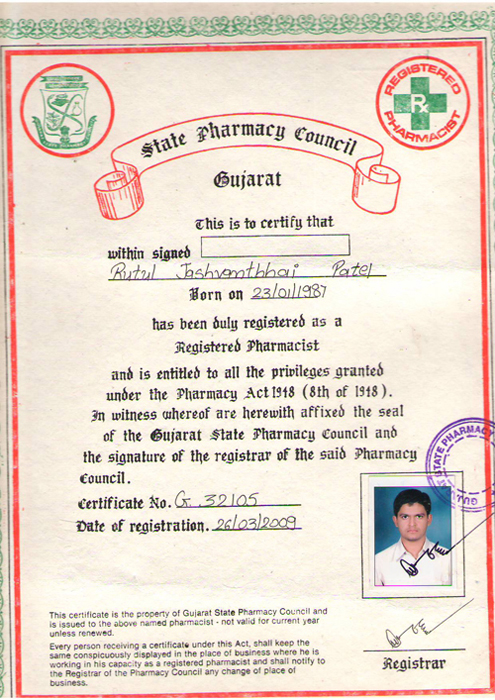 REGISTERED
Rx
PHARMACIST
State Pharmacy Council
Gujarat
This is to certify that
within signed
Rutul Jashvantbhai Patel
Born on 23/01/1987
has been duly registered as a
Registered Pharmacist
and is entitled to all the privileges granted
under the Pharmacy Act 1948 (8th of 1948).
In witness whereof are herewith affixed the seal
of the Gujarat State Pharmacy Council and
the signature of the registrar of the said Pharmacy
Council.
STATE PHARMACY
Certificate No. G. 32105
Date of registration. 26/03/2009
This certificate is the property of Gujarat State Pharmacy Council and
is issued to the above named pharmacist - not valid for current year
unless renewed.
Every person receiving a certificate under this Act, shall keep the
same conspicuously displayed in the place of business where he is
working in his capacity as a registered pharmacist and shall notify to
the Registrar of the Pharmacy Council any change of place of
business.
Registrar